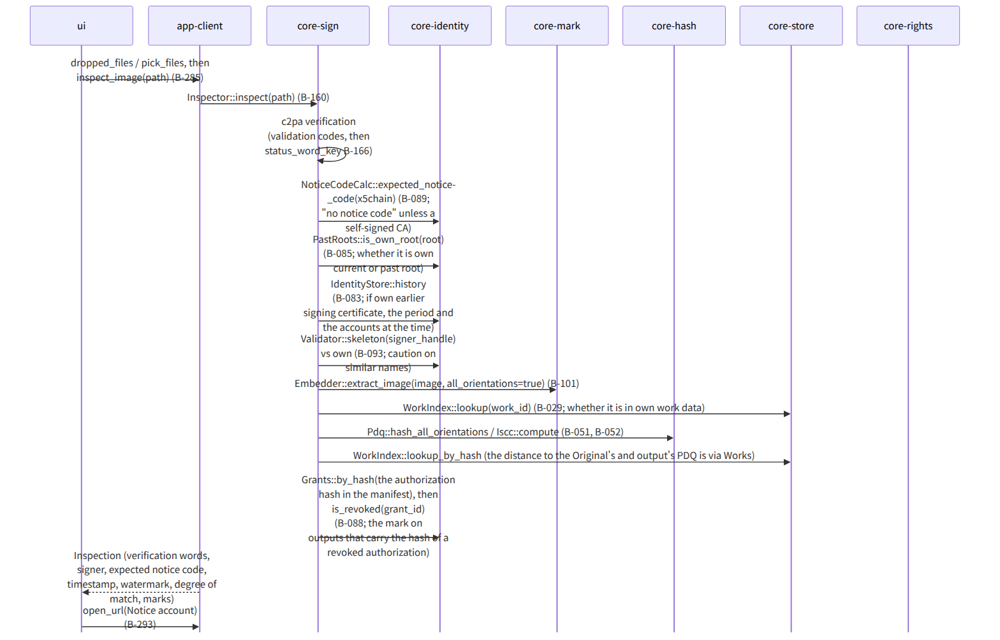 ui
app-client
core-sign
core-identity
core-mark
core-hash
core-store
core-rights
dropped_files / pick_files, then
inspect_image(path) (B-285)
Inspector::inspect(path) (B-160)
c2pa verification
(validation codes, then
status_word_key B-166)
NoticeCodeCalc::expected_notice-
_code(x5chain) (B-089;
"no notice code" unless a
self-signed CA)
PastRoots::is_own_root(root)
(B-085; whether it is own
current or past root)
IdentityStore::history
(B-083; if own earlier
signing certificate, the period and
the accounts at the time)
Validator::skeleton(signer_handle)
vs own (B-093; caution on
similar names)
Embedder::extract_image(image, all_orientations=true) (B-101)
WorkIndex::lookup(work_id) (B-029; whether it is in own work data)
Pdq::hash_all_orientations / Iscc::compute (B-051, B-052)
WorkIndex::lookup_by_hash (the distance to the Original's and output's PDQ is via Works)
Grants::by_hash(the authorization
hash in the manifest), then
is_revoked(grant_id)
(B-088; the mark on
outputs that carry the hash of a
revoked authorization)
Inspection (verification words,
signer, expected notice code,
timestamp, watermark, degree of
match, marks)
open_url(Notice account)
(B-293)